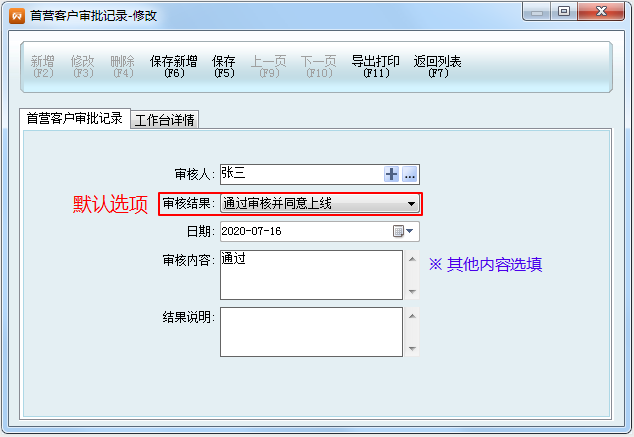 首营客户审批记录-修改
新增 修改 删除 保存新增 保存 上一页 下一页 导出打印 返回列表
(F2) (F3) (F4) (F6) (F5) (F9) (F10) (F11) (F7)
首营客户审批记录 工作台详情
审核人: 张三
默认选项 审核结果: 通过审核并同意上线
日期: 2020-07-16
审核内容: 通过
※ 其他内容选填
结果说明: